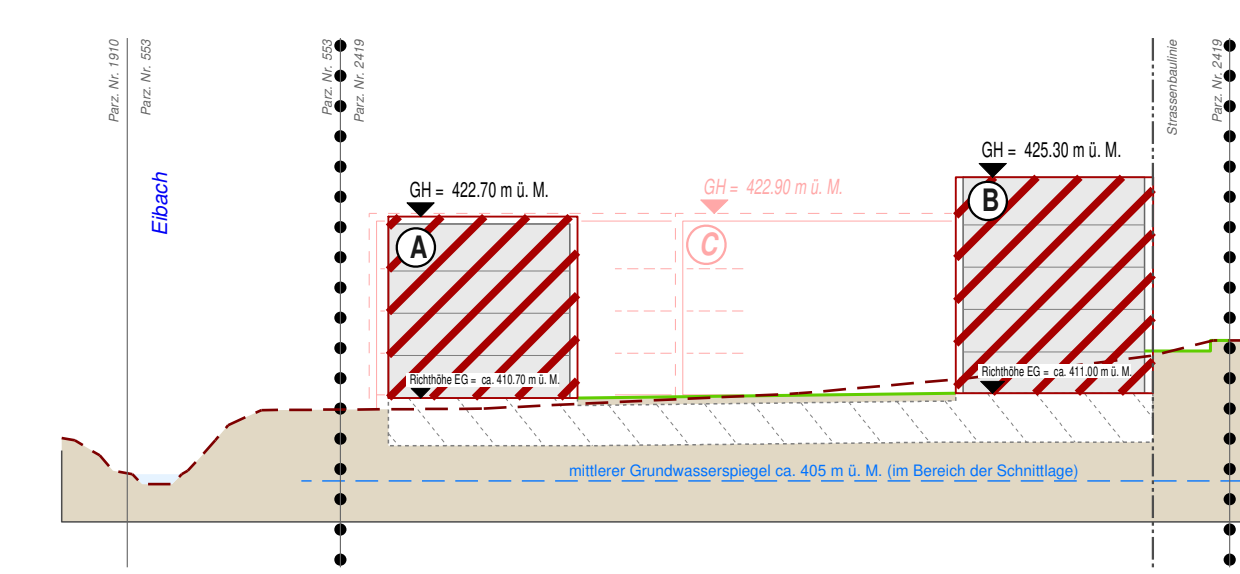 Parz. Nr. 1910
Parz. Nr. 553
Parz. Nr. 553
Parz. Nr. 2419
Strassenbaulinie
Parz. Nr. 2419
Eibach
GH = 425.30 m ü. M.
GH = 422.70 m ü. M.
GH = 422.90 m ü. M.
B
A
C
Richthöhe EG = ca. 410.70 m ü. M.
Richthöhe EG = ca. 411.00 m ü. M.
mittlerer Grundwasserspiegel ca. 405 m ü. M. (im Bereich der Schnittlage)